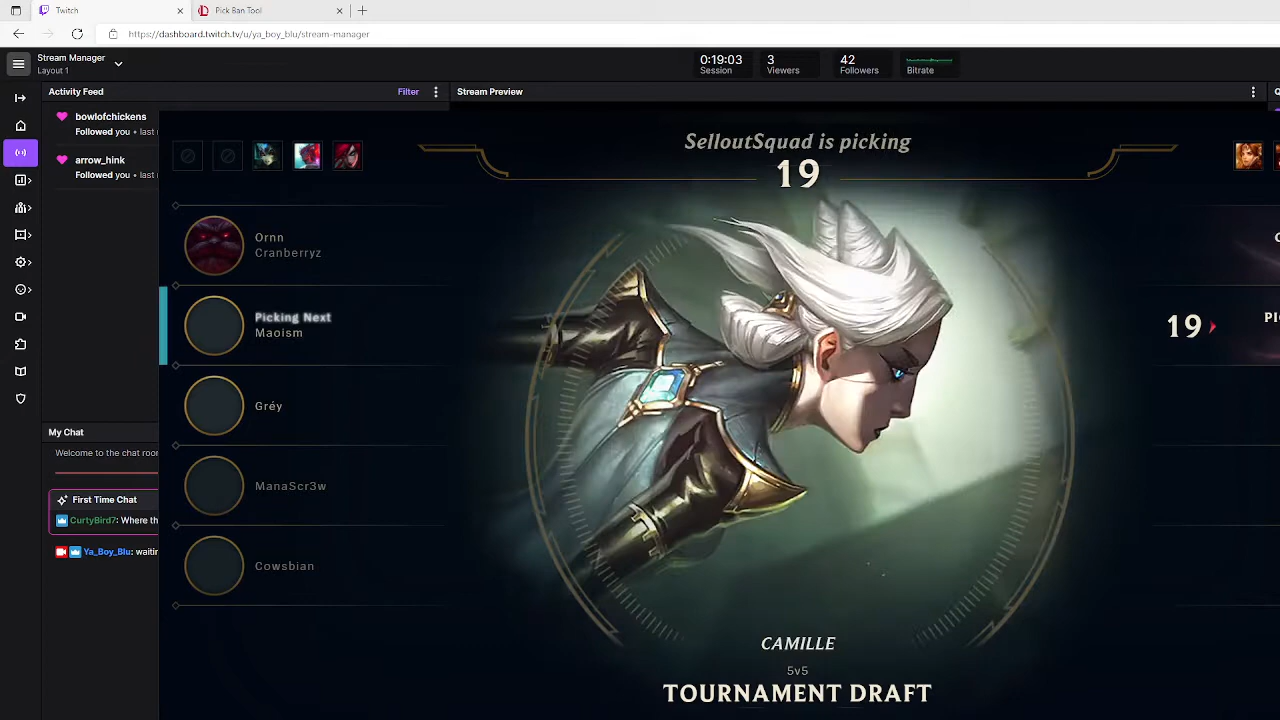 Twitch
Pick Ban Tool
https://dashboard.twitch.tv/u/ya_boy_blu/stream-manager
Stream Manager
Layout 1
0:19:03
Session
3
Viewers
42
Followers
Bitrate
Activity Feed
Filter
Stream Preview
bowlofchickens
Followed you • last
arrow_hink
Followed you • last
SelloutSquad is picking
19
Ornn
Cranberryz
Picking Next
Maoism
19
Gréy
ManaScr3w
Cowsbian
My Chat
Welcome to the chat room
First Time Chat
CurtyBird7: Where th
Ya_Boy_Blu: waitin
CAMILLE
5v5
TOURNAMENT DRAFT